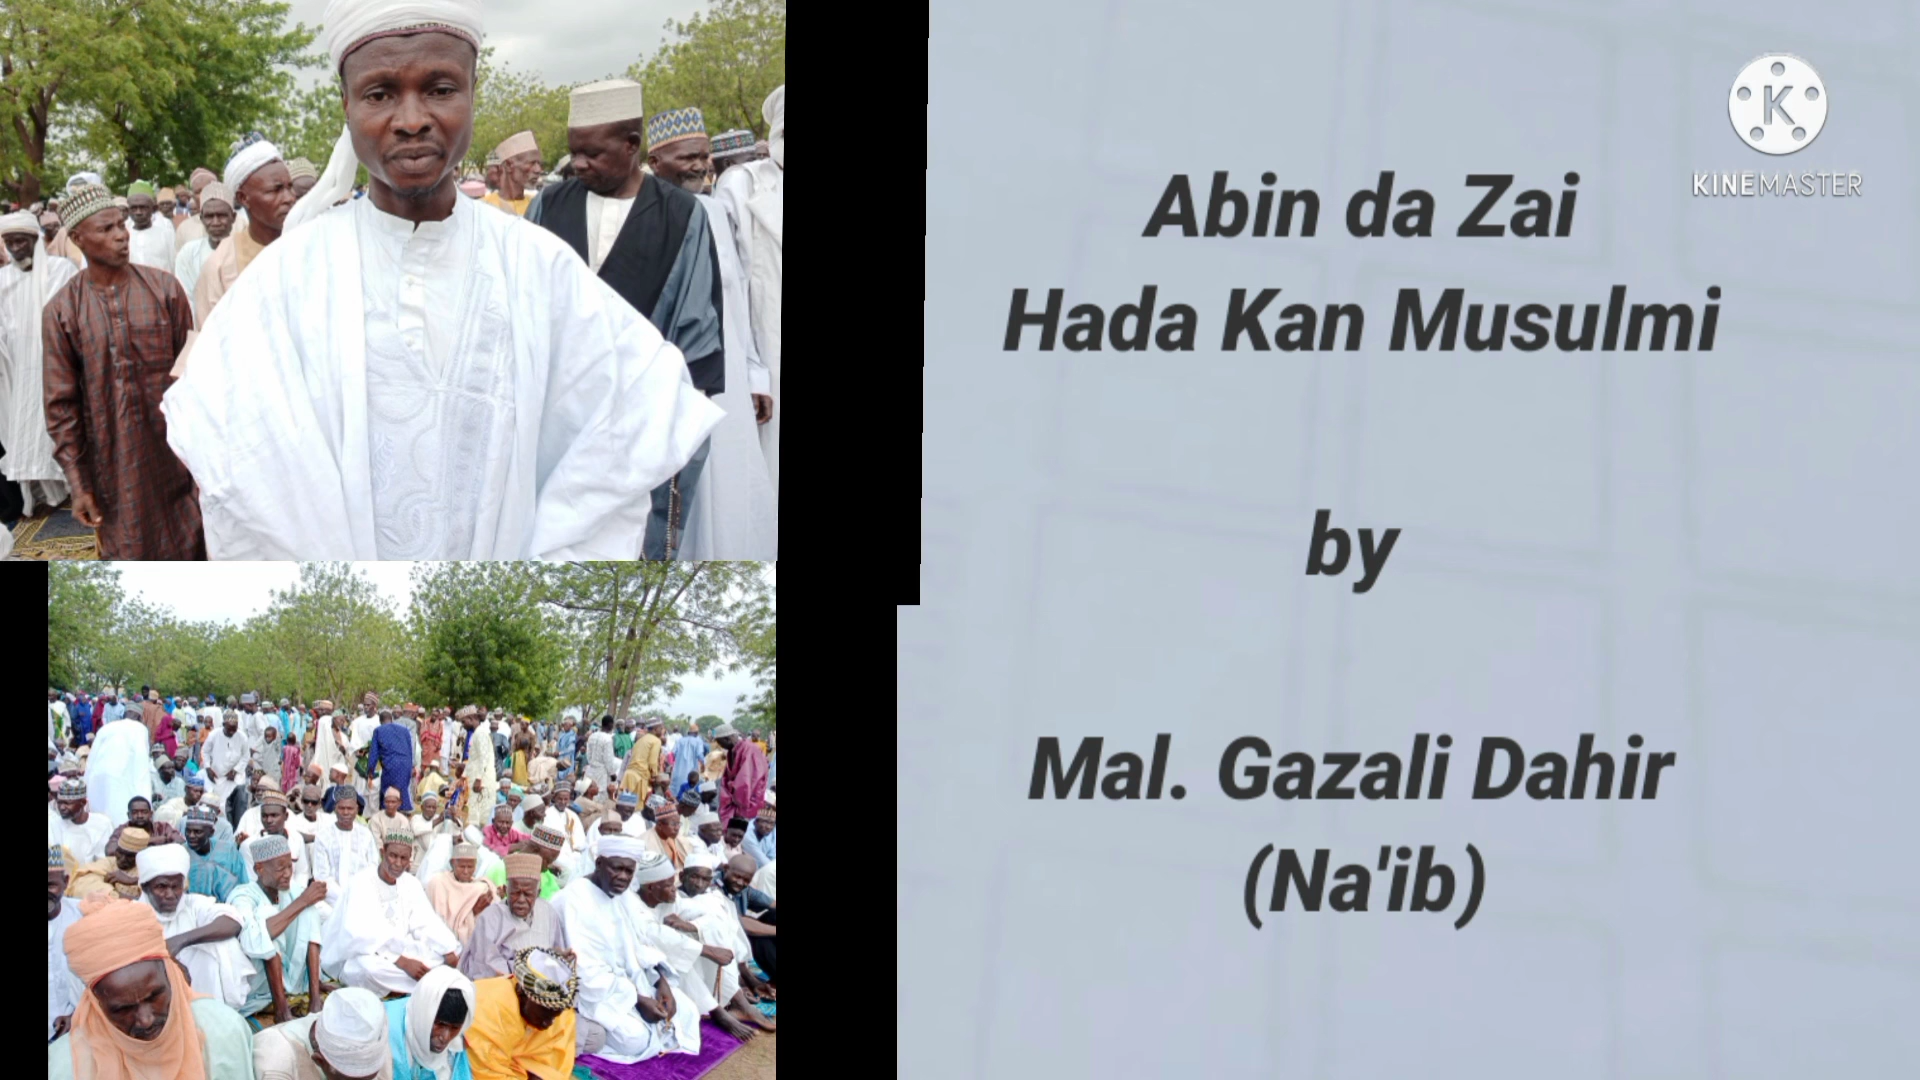 KINEMASTER
Abin da Zai
Hada Kan Musulmi
by
Mal. Gazali Dahir
(Na'ib)